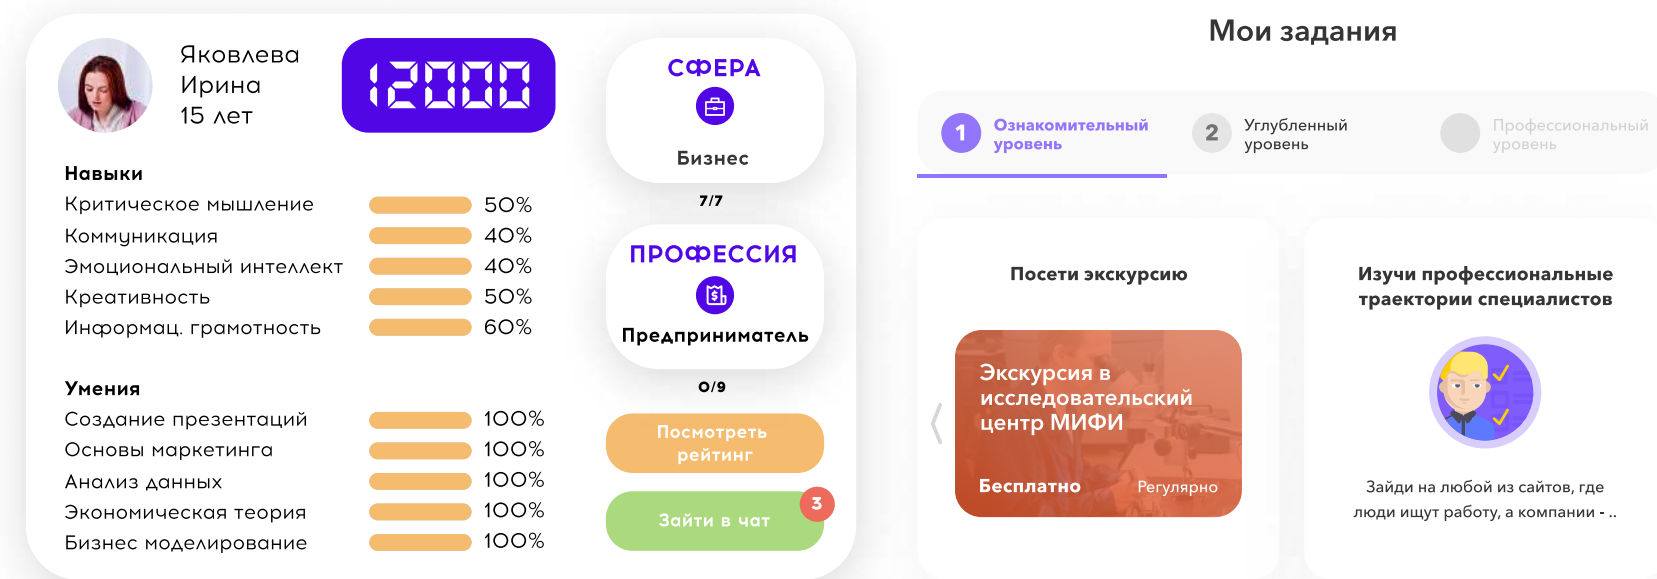 Яковлева
Ирина
15 лет
12000
Навыки
Критическое мышление 50%
Коммуникация 40%
Эмоциональный интеллект 40%
Креативность 50%
Информац. грамотность 60%
Умения
Создание презентаций 100%
Основы маркетинга 100%
Анализ данных 100%
Экономическая теория 100%
Бизнес моделирование 100%
СФЕРА
Бизнес
7/7
ПРОФЕССИЯ
Предприниматель
0/9
Посмотреть
рейтинг
Зайти в чат
3
Мои задания
1 Ознакомительный
уровень
2 Углубленный
уровень
Профессиональный
уровень
Посети экскурсию
Экскурсия в
исследовательский
центр МИФИ
Бесплатно Регулярно
Изучи профессиональные
траектории специалистов
Зайди на любой из сайтов, где
люди ищут работу, а компании - ..